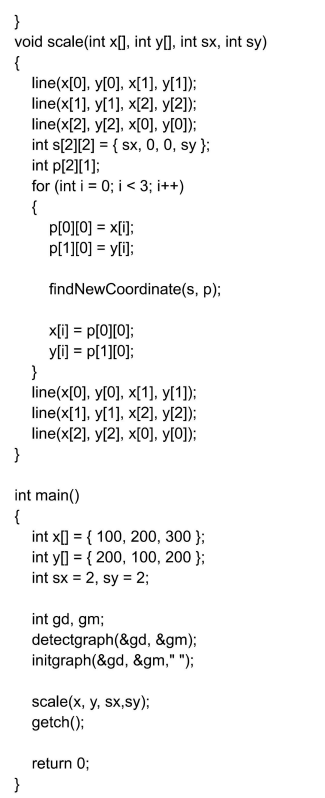 }
void scale(int x[], int y[], int sx, int sy)
{
line(x[0], y[0], x[1], y[1]);
line(x[1], y[1], x[2], y[2]);
line(x[2], y[2], x[0], y[0]);
int s[2][2] = { sx, 0, 0, sy };
int p[2][1];
for (int i = 0; i < 3; i++)
{
p[0][0] = x[i];
p[1][0] = y[i];
findNewCoordinate(s, p);
x[i] = p[0][0];
y[i] = p[1][0];
}
line(x[0], y[0], x[1], y[1]);
line(x[1], y[1], x[2], y[2]);
line(x[2], y[2], x[0], y[0]);
}
int main()
{
int x[] = { 100, 200, 300 };
int y[] = { 200, 100, 200 };
int sx = 2, sy = 2;
int gd, gm;
detectgraph(&gd, &gm);
initgraph(&gd, &gm," ");
scale(x, y, sx,sy);
getch();
return 0;
}